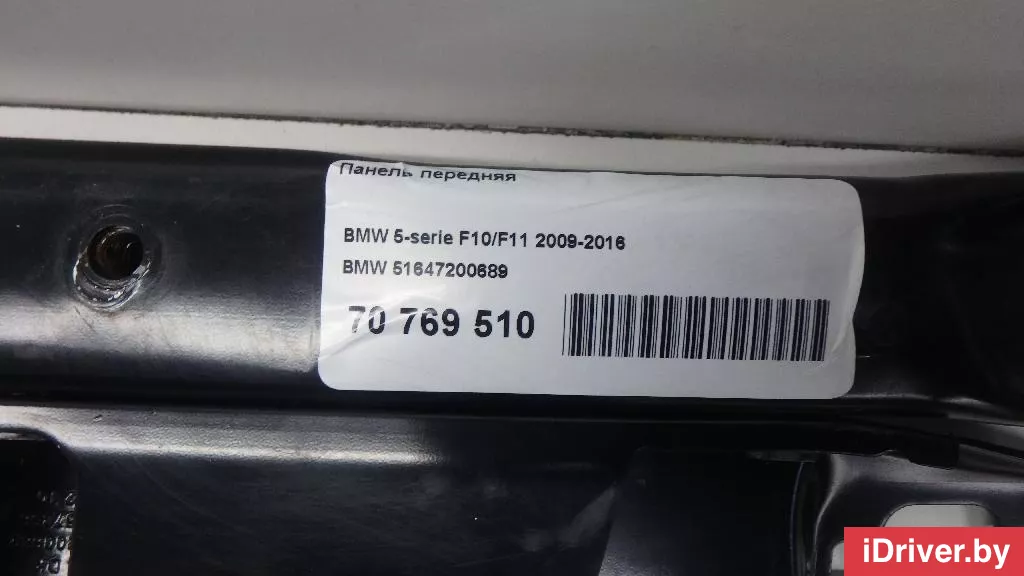 Панель передняя
BMW 5-serie F10/F11 2009-2016
BMW 51647200689
70 769 510
iDriver.by